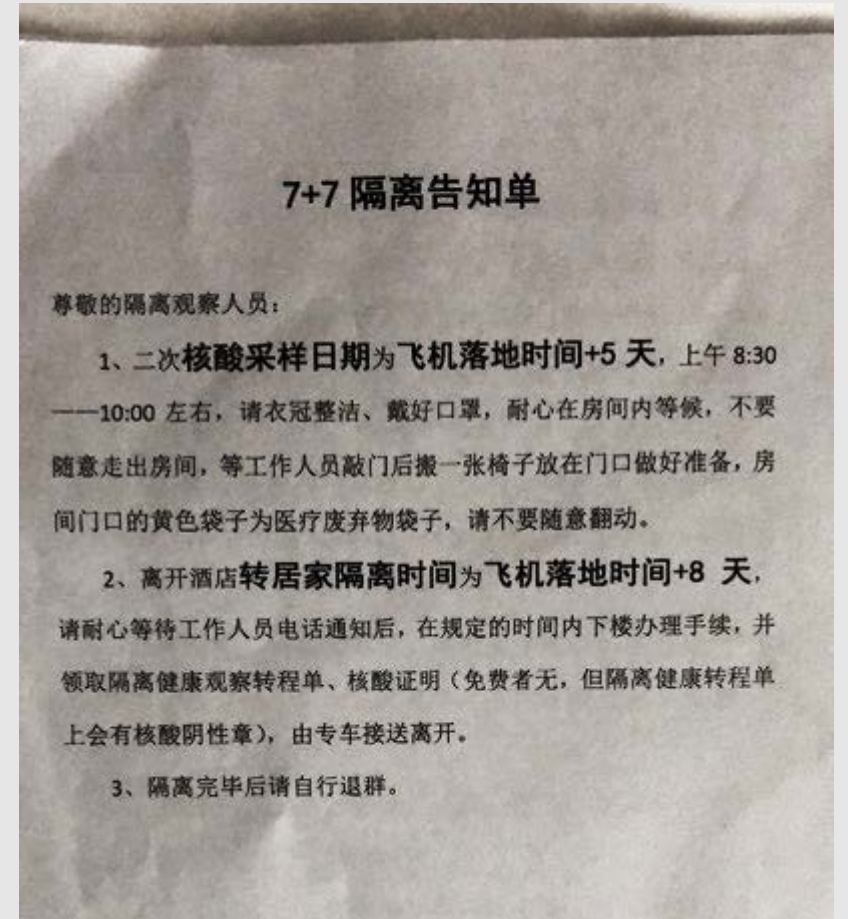 7+7 隔离告知单
尊敬的隔离观察人员：
1、二次核酸采样日期为飞机落地时间+5 天，上午 8:30
——10:00 左右，请衣冠整洁、戴好口罩，耐心在房间内等候，不要
随意走出房间，等工作人员敲门后搬一张椅子放在门口做好准备，房
间门口的黄色袋子为医疗废弃物袋子，请不要随意翻动。
2、离开酒店转居家隔离时间为飞机落地时间+8 天，
请耐心等待工作人员电话通知后，在规定的时间内下楼办理手续，并
领取隔离健康观察转程单、核酸证明（免费者无，但隔离健康转程单
上会有核酸阴性章），由专车接送离开。
3、隔离完毕后请自行退群。